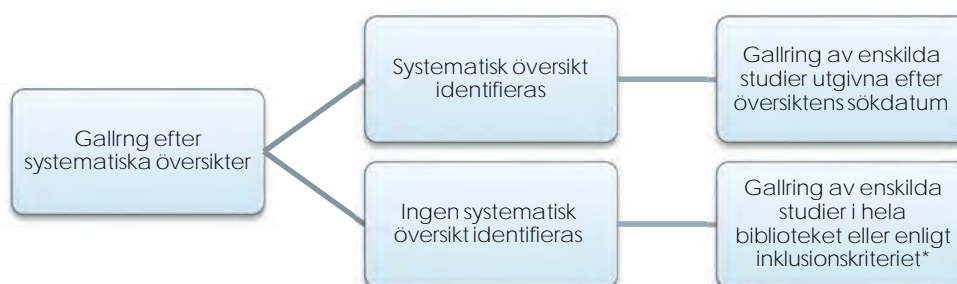 Gallrng efter
systematiska översikter
Systematisk översikt
identifieras
Gallring av enskilda
studier utgivna efter
översiktens sökdatum
Ingen systematisk
översikt identifieras
Gallring av enskilda
studier i hela
biblioteket eller enligt
inklusionskriteriet*